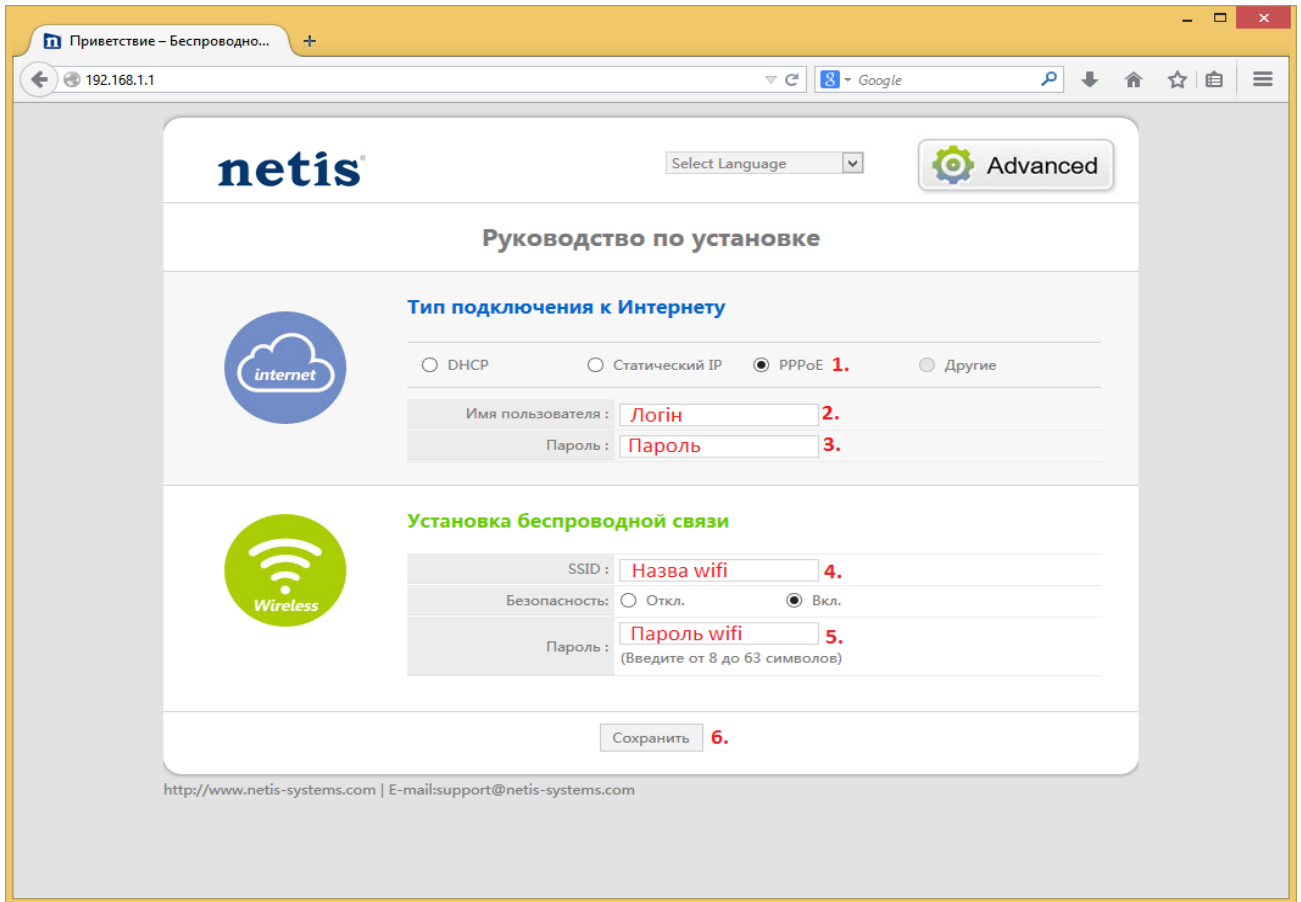 Приветствие – Беспроводно...
192.168.1.1
Google
netis
Select Language
Advanced
Руководство по установке
Тип подключения к Интернету
internet
DHCP Статический IP PPPoE 1. Другие
Имя пользователя : Логін 2.
Пароль : Пароль 3.
Установка беспроводной связи
Wireless
SSID : Назва wifi 4.
Безопасность: Откл. Вкл.
Пароль : Пароль wifi 5.
(Введите от 8 до 63 символов)
Сохранить 6.
http://www.netis-systems.com | E-mail:support@netis-systems.com